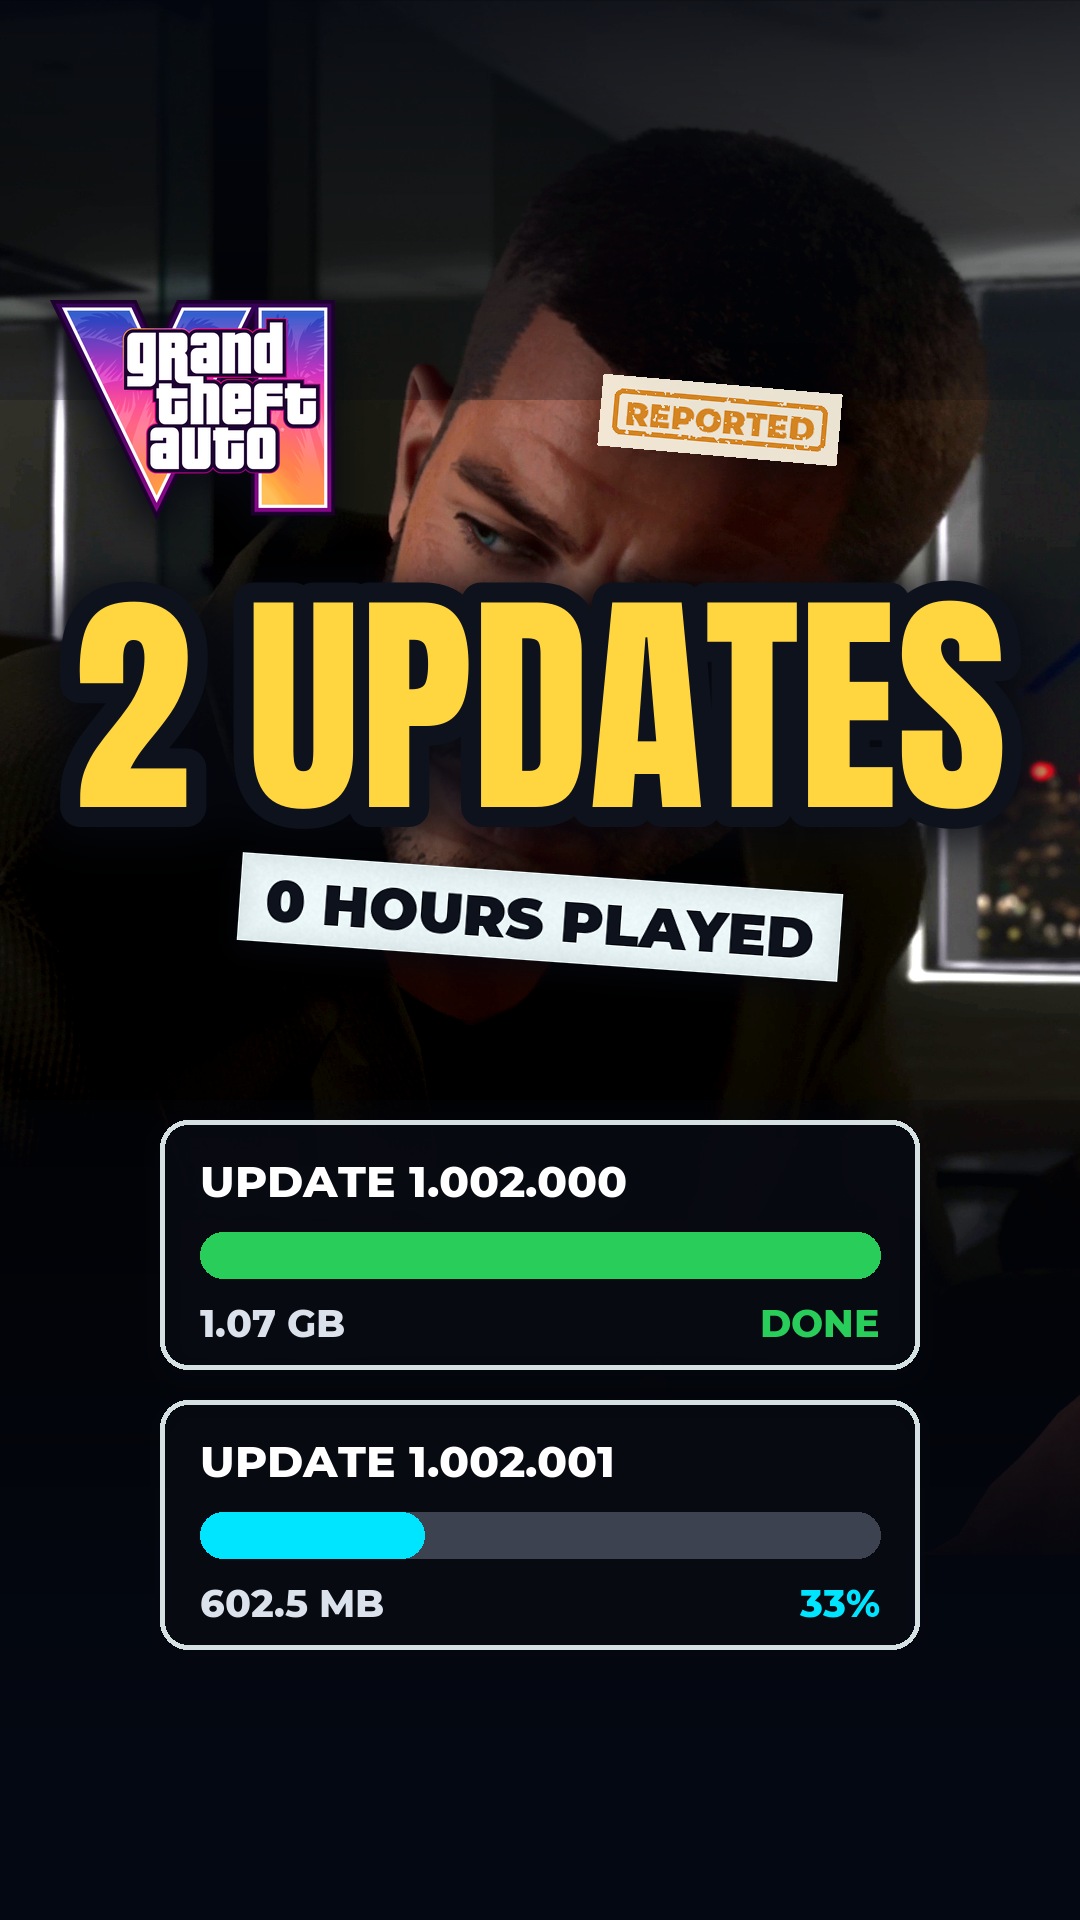 VI
grand
theft
auto
REPORTED
2 UPDATES
0 HOURS PLAYED
UPDATE 1.002.000
1.07 GB
DONE
UPDATE 1.002.001
602.5 MB
33%